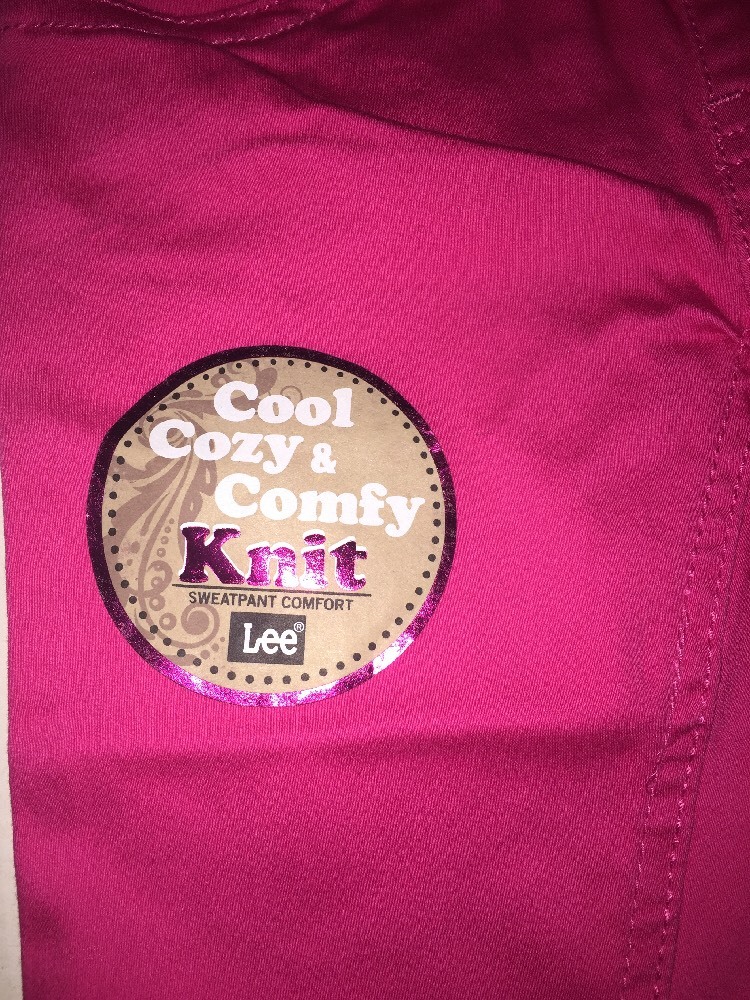 Cool
Cozy &
Comfy
Knit
SWEATPANT COMFORT
Lee®